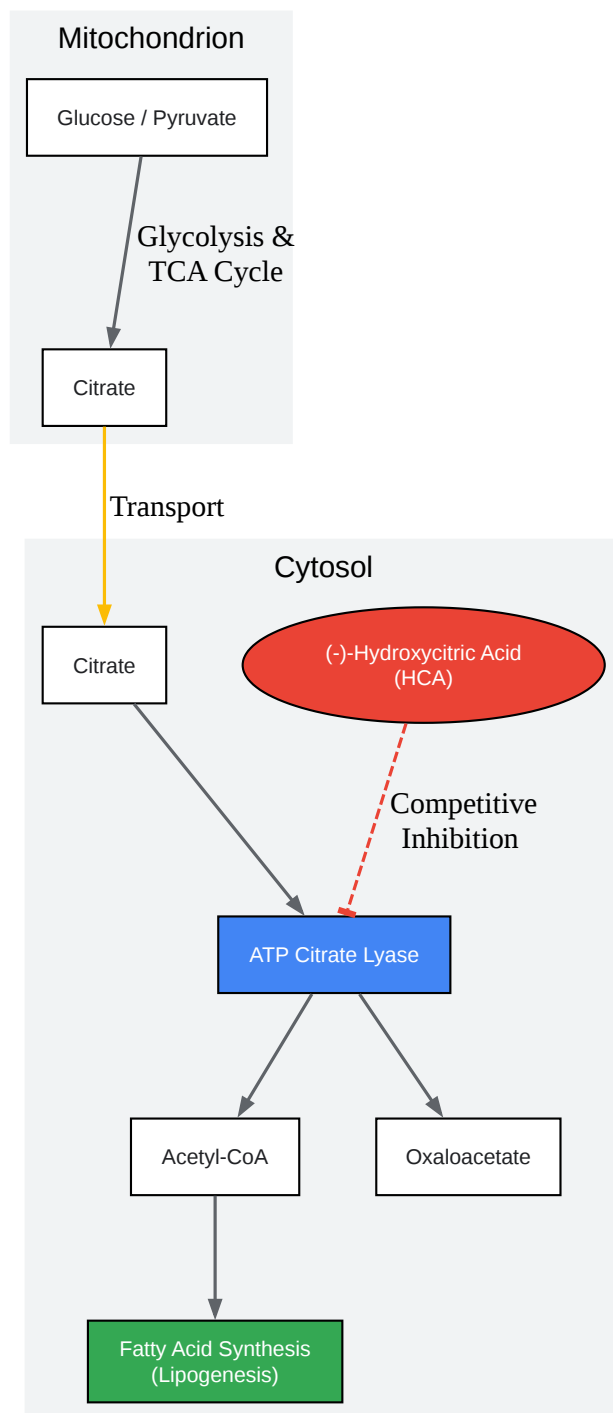 Mitochondrion
Glucose / Pyruvate
Glycolysis &
TCA Cycle
Citrate
Transport
Cytosol
Citrate
(-)-Hydroxycitric Acid
(HCA)
Competitive
Inhibition
ATP Citrate Lyase
Acetyl-CoA
Oxaloacetate
Fatty Acid Synthesis
(Lipogenesis)